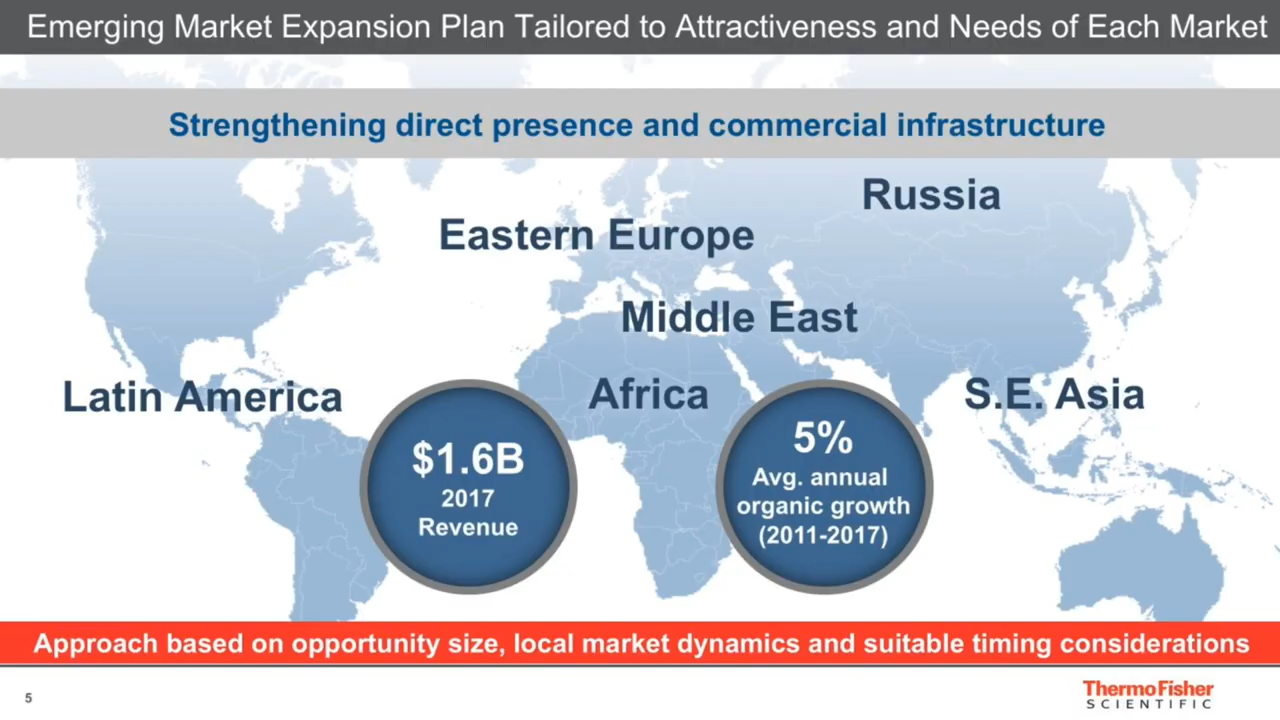 Emerging Market Expansion Plan Tailored to Attractiveness and Needs of Each Market
Strengthening direct presence and commercial infrastructure
Russia
Eastern Europe
Middle East
Latin America
Africa
S.E. Asia
$1.6B
2017
Revenue
5%
Avg. annual
organic growth
(2011-2017)
Approach based on opportunity size, local market dynamics and suitable timing considerations
5
ThermoFisher
SCIENTIFIC